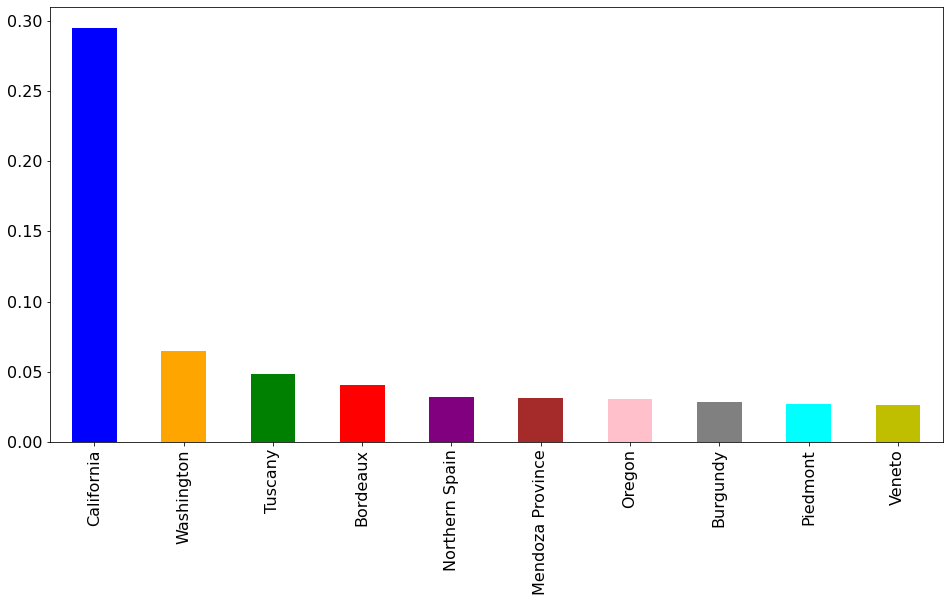 0.30
0.25
0.20
0.15
0.10
0.05
0.00
California
Washington
Tuscany
Bordeaux
Northern Spain
Mendoza Province
Oregon
Burgundy
Piedmont
Veneto